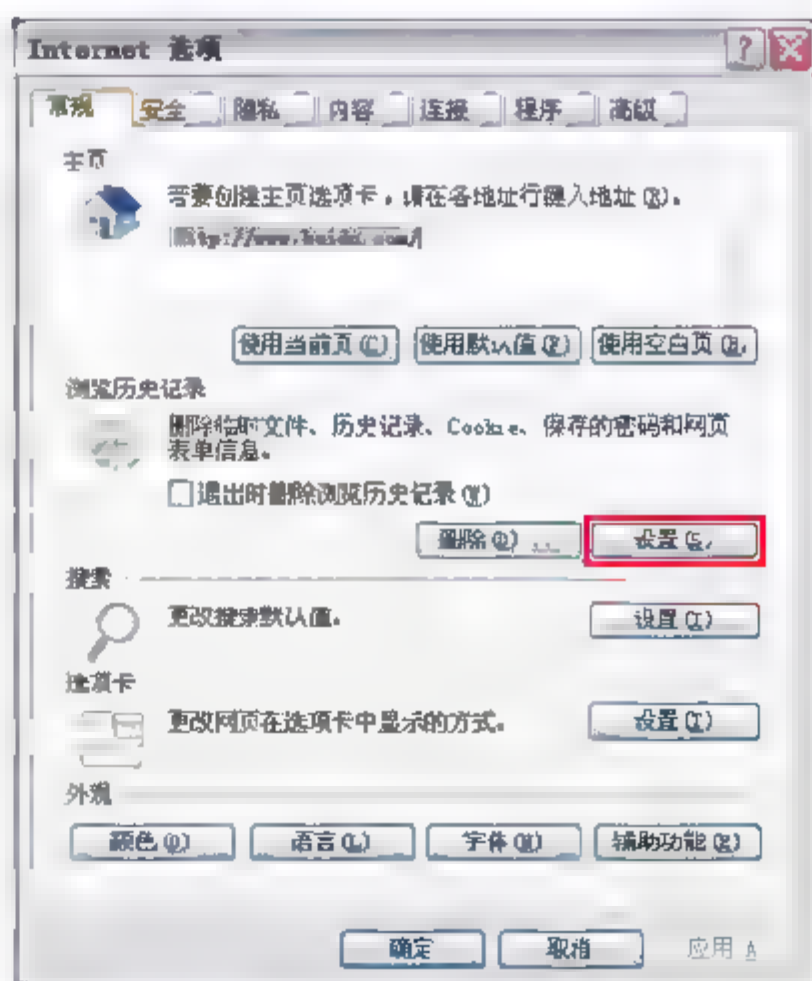 Internet 选项
常规 安全 隐私 内容 连接 程序 高级
主页
若要创建主页选项卡，请在各地址行键入地址(R)。
http://www.baidu.com/
使用当前页(C) 使用默认值 使用空白页(B)
浏览历史记录
删除临时文件、历史记录、Cookie、保存的密码和网页
表单信息。
退出时删除浏览历史记录(W)
删除(D)... 设置(S)
搜索
更改搜索默认值。 设置(I)
选项卡
更改网页在选项卡中显示的方式。 设置(T)
外观
颜色(O) 语言(L) 字体(N) 辅助功能(E)
确定 取消 应用 A